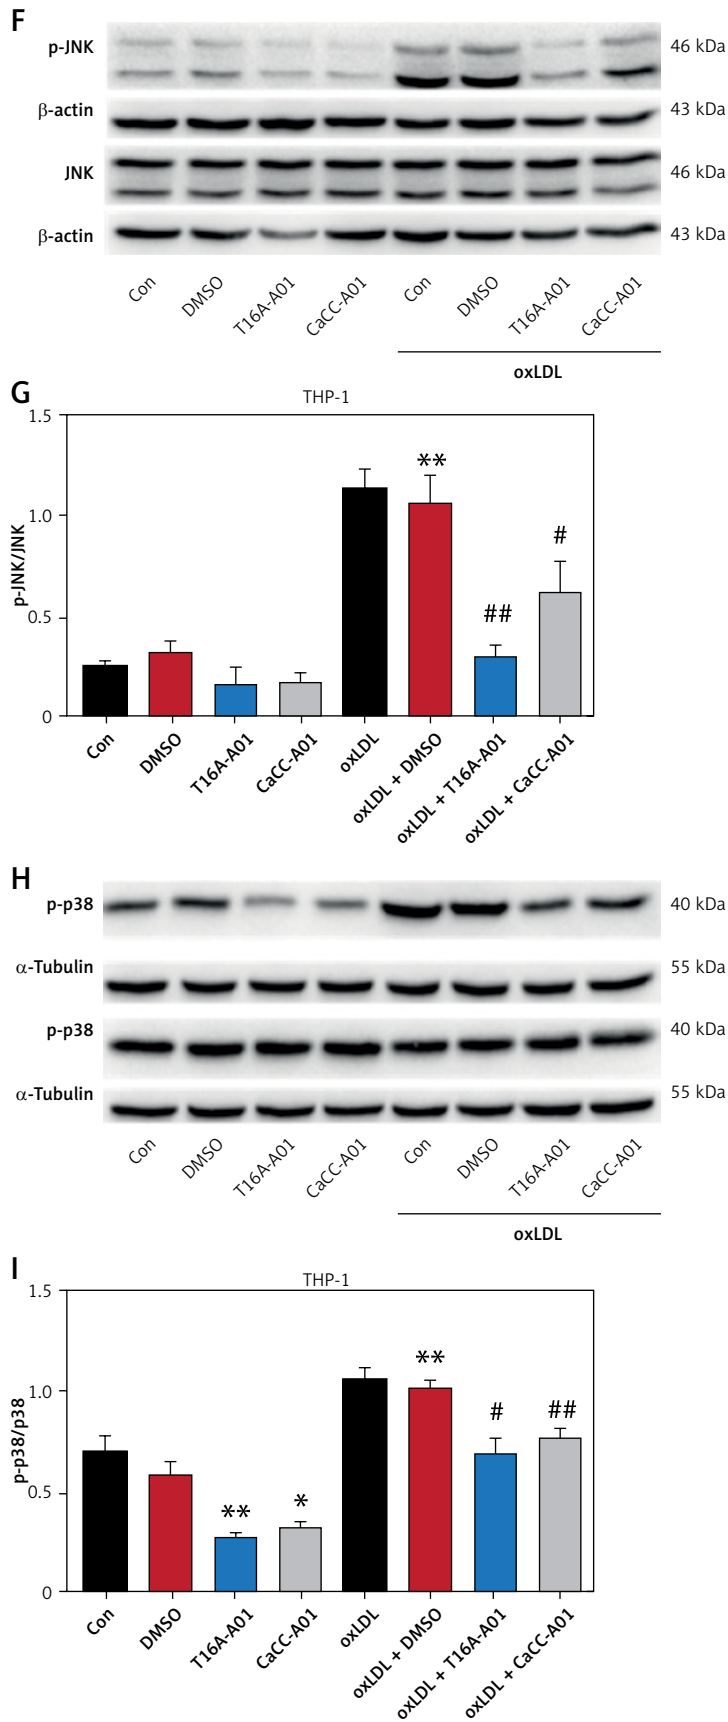 F
p-JNK 46 kDa
β-actin 43 kDa
JNK 46 kDa
β-actin 43 kDa
Con DMSO T16A-A01 CaCC-A01 Con DMSO T16A-A01 CaCC-A01
oxLDL
G
THP-1
p-JNK/JNK
1.5
1.0
0.5
0
**
##
#
Con DMSO T16A-A01 CaCC-A01 oxLDL oxLDL + DMSO oxLDL + T16A-A01 oxLDL + CaCC-A01
H
p-p38 40 kDa
α-Tubulin 55 kDa
p-p38 40 kDa
α-Tubulin 55 kDa
Con DMSO T16A-A01 CaCC-A01 Con DMSO T16A-A01 CaCC-A01
oxLDL
I
THP-1
p-p38/p38
1.5
1.0
0.5
0
**
*
**
#
##
Con DMSO T16A-A01 CaCC-A01 oxLDL oxLDL + DMSO oxLDL + T16A-A01 oxLDL + CaCC-A01